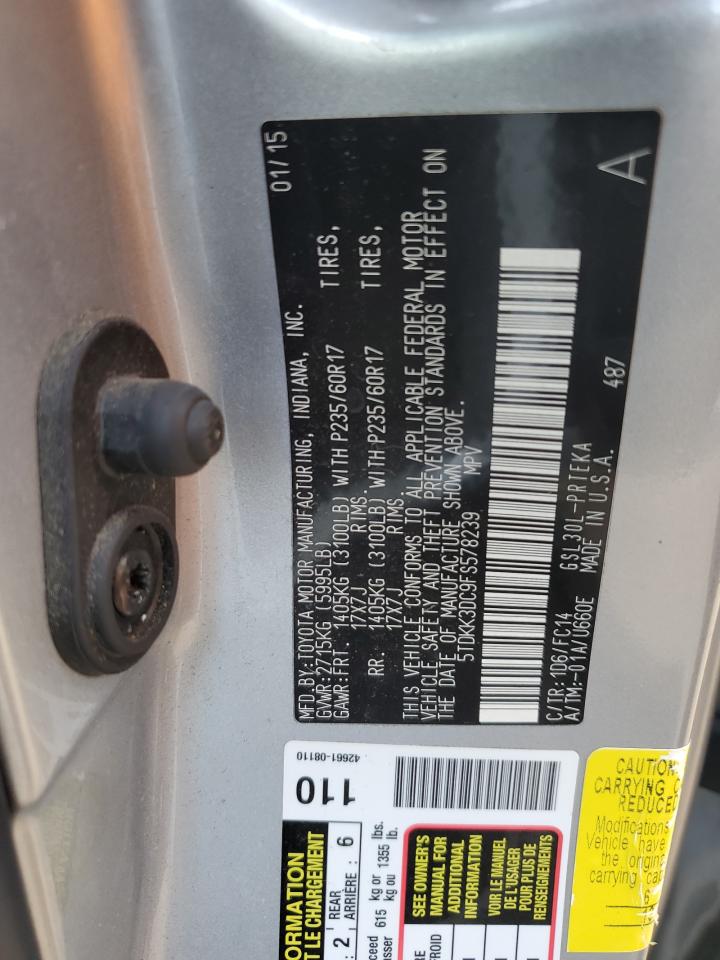 MFD.BY:TOYOTA MOTOR MANUFACTURING, INDIANA, INC. 01/15
GVWR:2715KG (5995LB)
GAWR:FRT. 1405KG (3100LB) WITH P235/60R17 TIRES,
17X7J RIMS.
RR. 1405KG (3100LB) WITH P235/60R17 TIRES,
17X7J RIMS.
THIS VEHICLE CONFORMS TO ALL APPLICABLE FEDERAL MOTOR
VEHICLE SAFETY AND THEFT PREVENTION STANDARDS IN EFFECT ON
THE DATE OF MANUFACTURE SHOWN ABOVE.
5TDKK3DC9FS578239 MPV
C/TR:1D6/FC14 GSL30L-PRTEKA 487 A
A/TM:-01A/U660E MADE IN U.S.A.
110
42661-08110
ORMATION
T LE CHARGEMENT
2 REAR ARRIÈRE : 6
615 kg or 1355 lbs.
kg ou 1355 lb.
SEE OWNER'S
MANUAL FOR
ADDITIONAL
INFORMATION
VOIR LE MANUEL
DE L'USAGER
POUR PLUS DE
RENSEIGNEMENTS
CAUTION
CARRYING
REDUCED
Modifications
Vehicle have
the origin
carrying